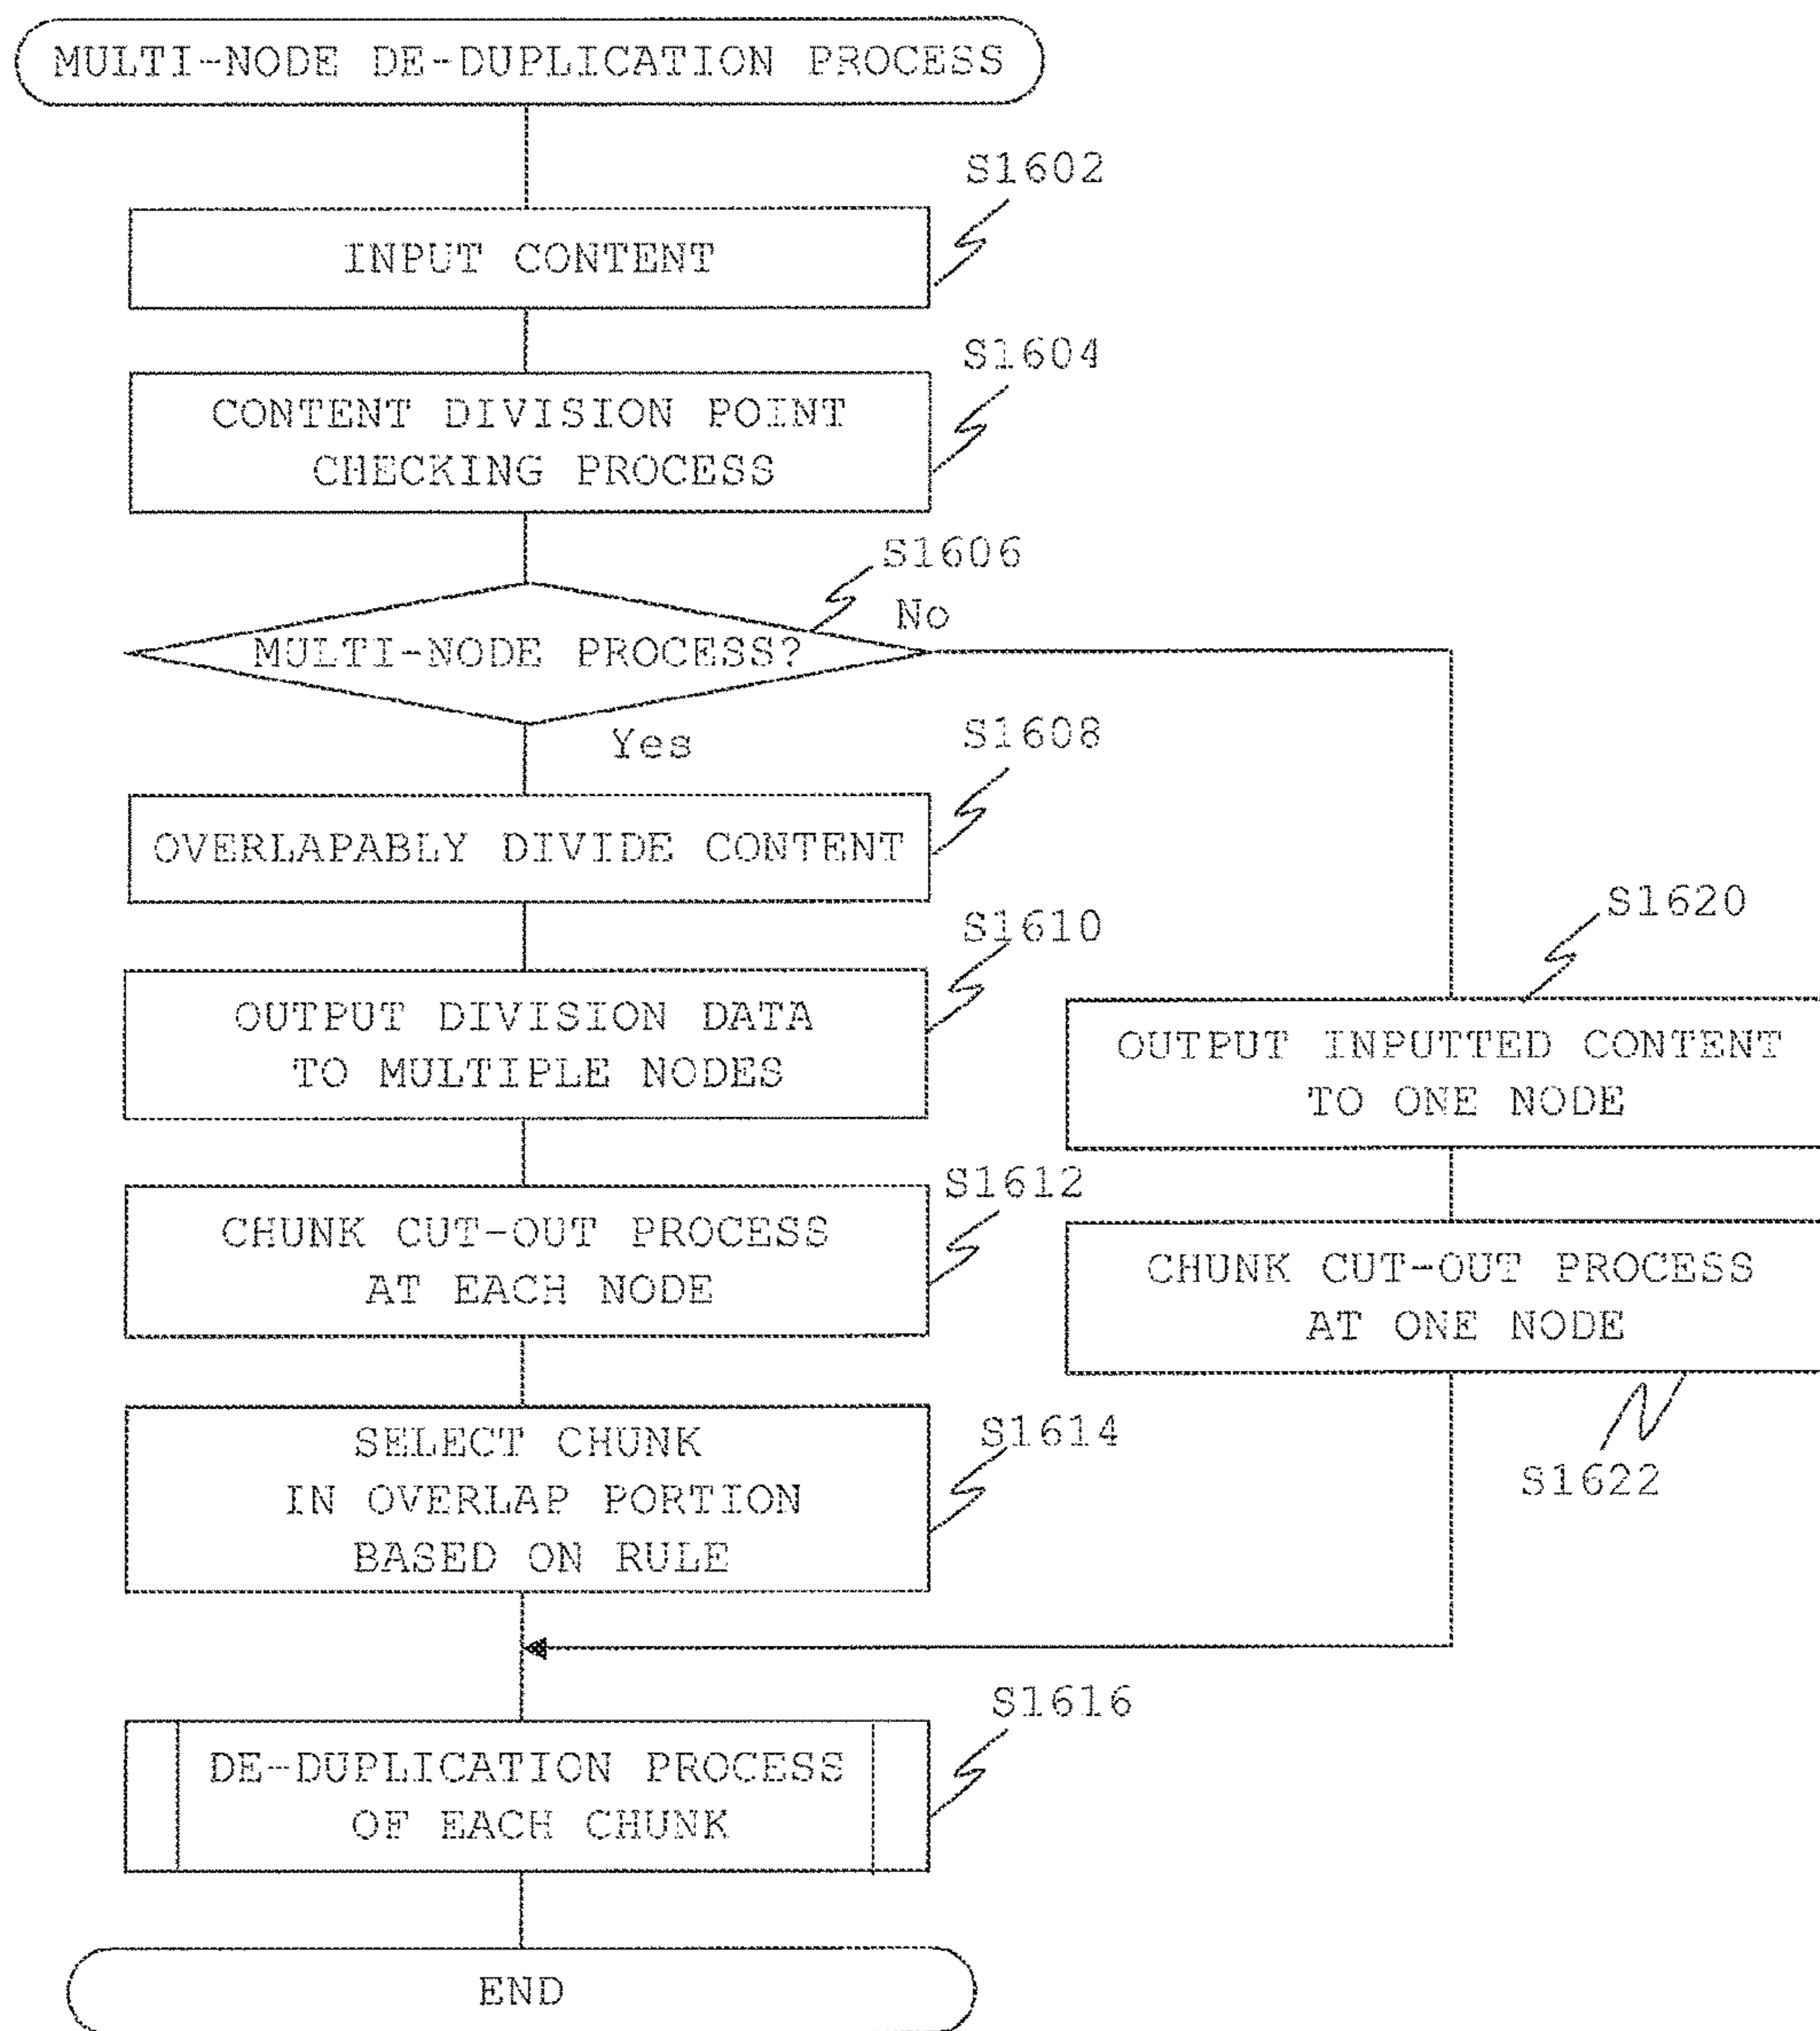 MULTI-NODE DE-DUPLICATION PROCESS
S1602
INPUT CONTENT
S1604
CONTENT DIVISION POINT
CHECKING PROCESS
S1606
No
MULTI-NODE PROCESS?
Yes
S1608
OVERLAPABLY DIVIDE CONTENT
S1610
OUTPUT DIVISION DATA
TO MULTIPLE NODES
S1620
OUTPUT INPUTTED CONTENT
TO ONE NODE
S1612
CHUNK CUT-OUT PROCESS
AT EACH NODE
CHUNK CUT-OUT PROCESS
AT ONE NODE
S1622
S1614
SELECT CHUNK
IN OVERLAP PORTION
BASED ON RULE
S1616
DE-DUPLICATION PROCESS
OF EACH CHUNK
END